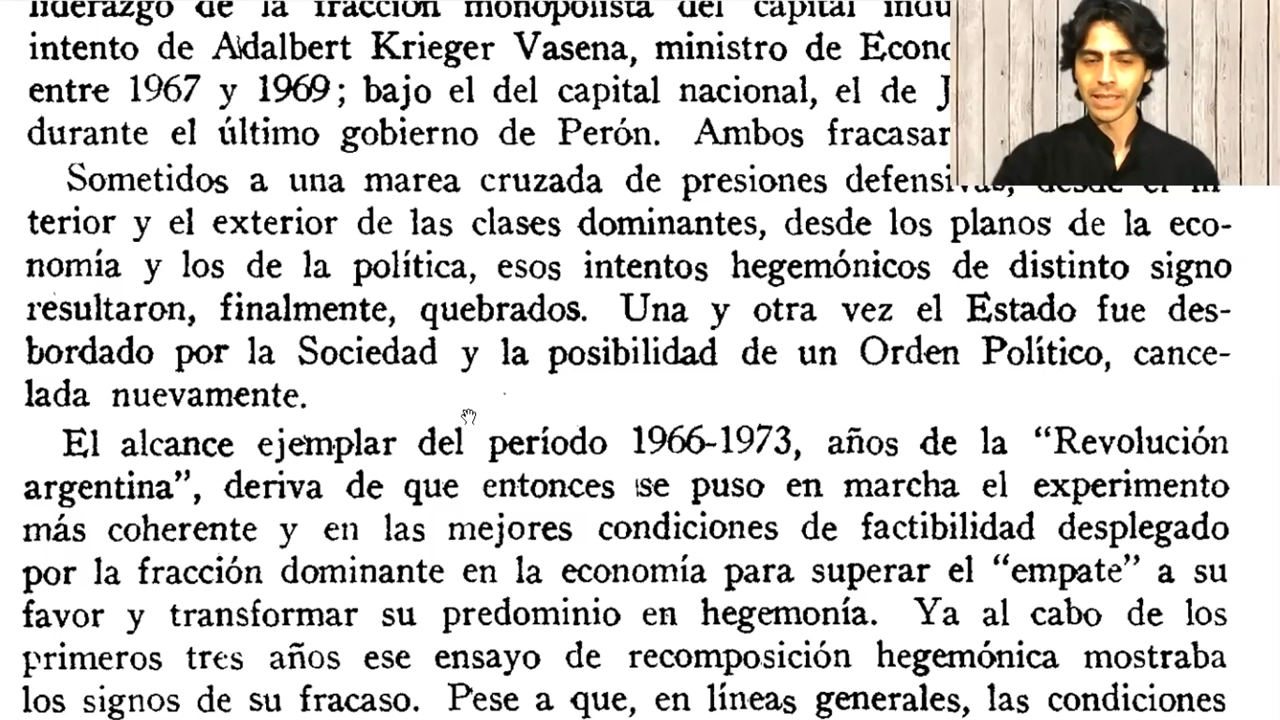 liderazgo de la fracción monopolista del capital indu
intento de Adalbert Krieger Vasena, ministro de Econo
entre 1967 y 1969; bajo el del capital nacional, el de J
durante el último gobierno de Perón. Ambos fracasar
Sometidos a una marea cruzada de presiones defensivas, desde el in-
terior y el exterior de las clases dominantes, desde los planos de la eco-
nomía y los de la política, esos intentos hegemónicos de distinto signo
resultaron, finalmente, quebrados. Una y otra vez el Estado fue des-
bordado por la Sociedad y la posibilidad de un Orden Político, cance-
lada nuevamente.
El alcance ejemplar del período 1966-1973, años de la “Revolución
argentina”, deriva de que entonces se puso en marcha el experimento
más coherente y en las mejores condiciones de factibilidad desplegado
por la fracción dominante en la economía para superar el “empate” a su
favor y transformar su predominio en hegemonía. Ya al cabo de los
primeros tres años ese ensayo de recomposición hegemónica mostraba
los signos de su fracaso. Pese a que, en líneas generales, las condiciones